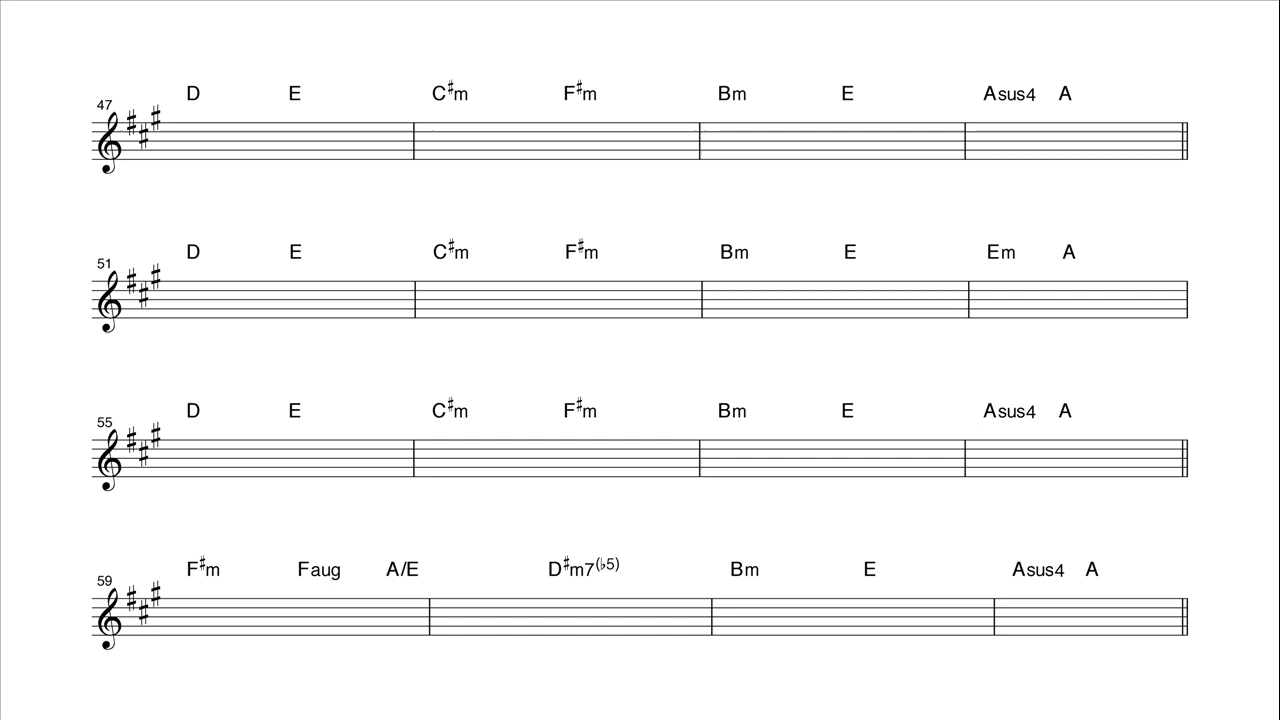 D E C♯m F♯m Bm E Asus4 A
47
D E C♯m F♯m Bm E Em A
51
D E C♯m F♯m Bm E Asus4 A
55
F♯m Faug A/E D♯m7(♭5) Bm E Asus4 A
59